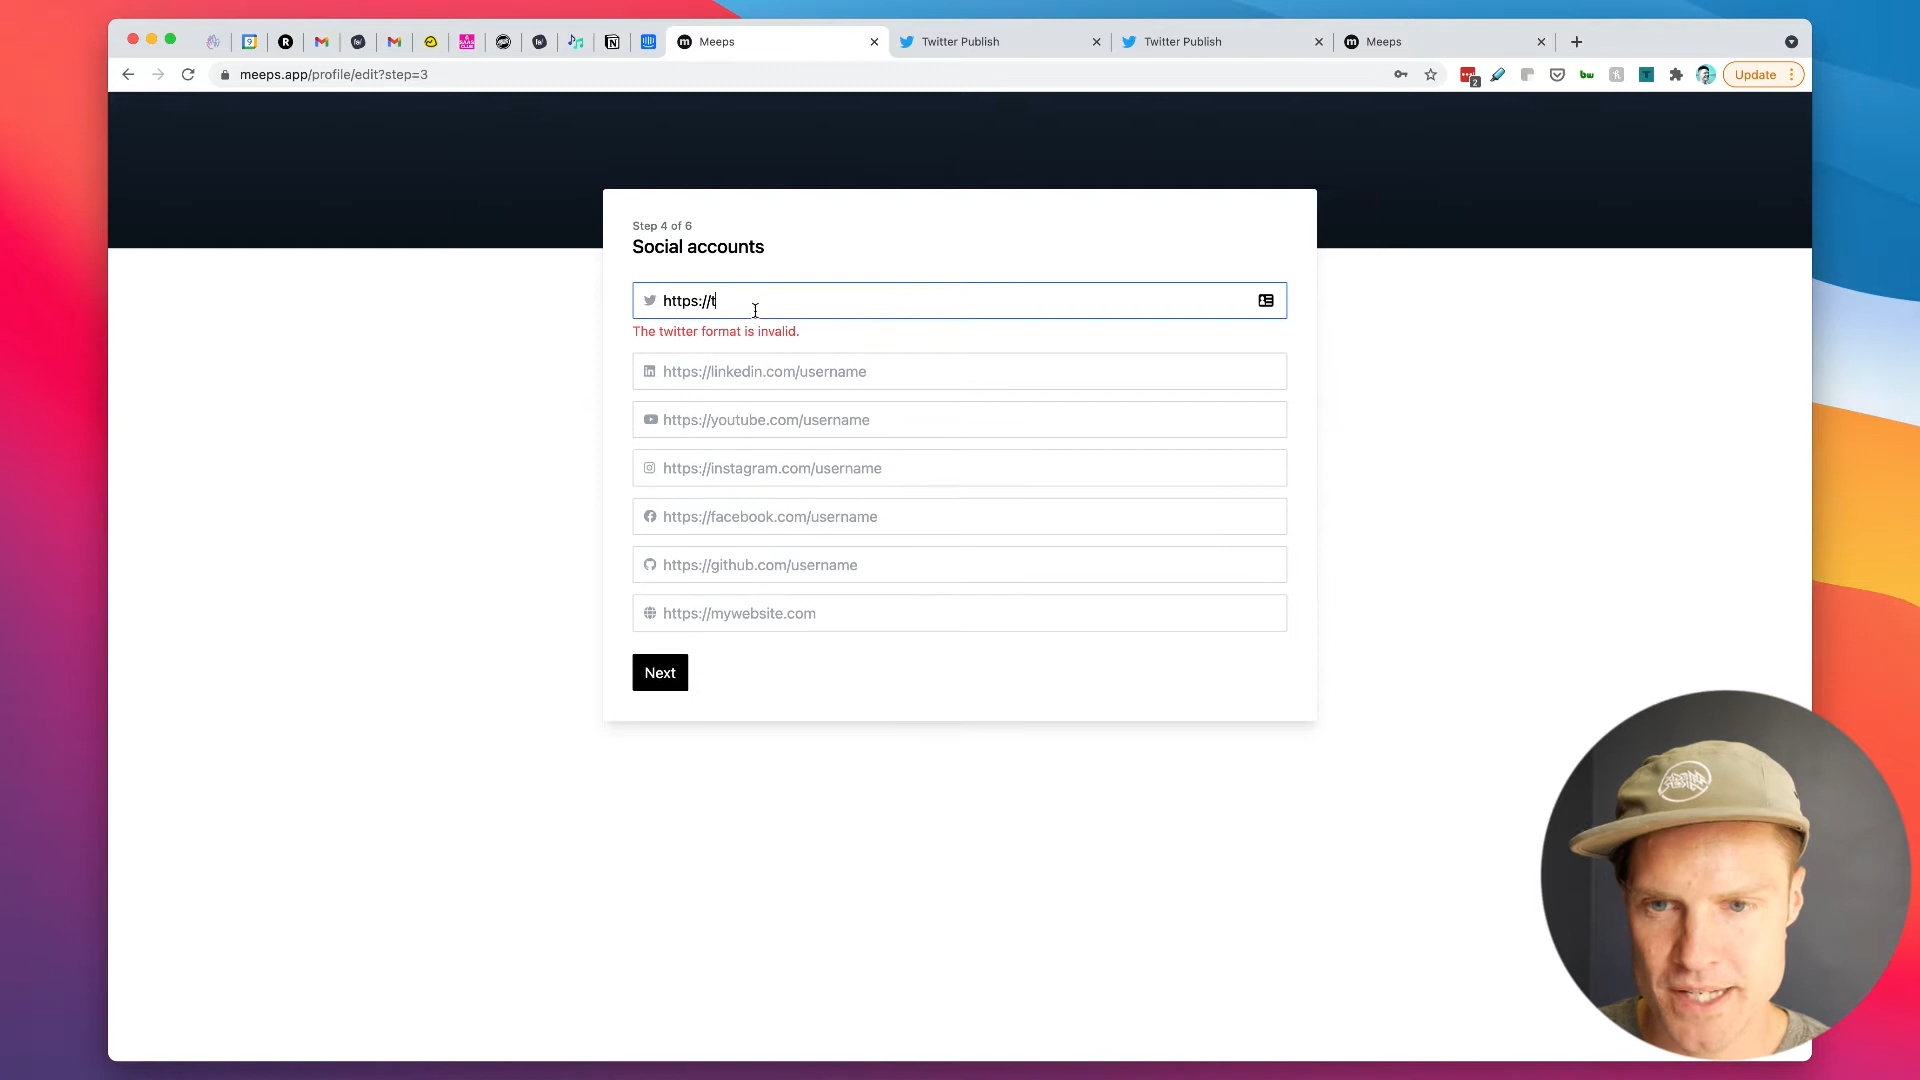 Meeps
Twitter Publish
Twitter Publish
Meeps
meeps.app/profile/edit?step=3
2
bw
Update
Step 4 of 6
Social accounts
https://t
The twitter format is invalid.
https://linkedin.com/username
https://youtube.com/username
https://instagram.com/username
https://facebook.com/username
https://github.com/username
https://mywebsite.com
Next